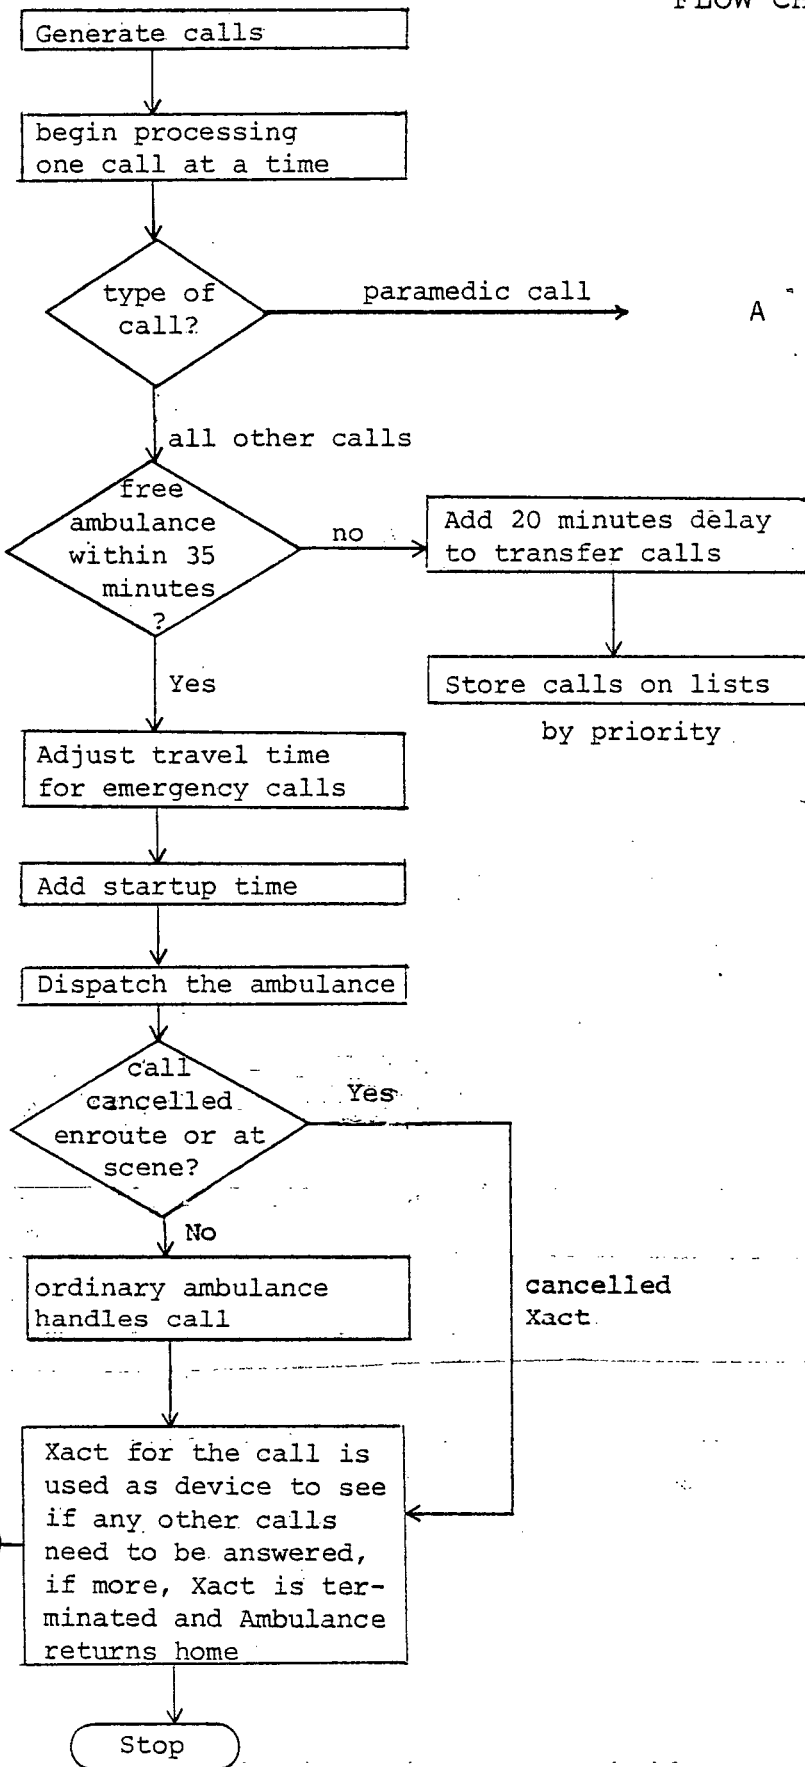 FLOW CH
Generate calls
begin processing
one call at a time
type of
call?
paramedic call
A
all other calls
free
ambulance
within 35
minutes
?
no
Add 20 minutes delay
to transfer calls
Yes
Store calls on lists
by priority
Adjust travel time
for emergency calls
Add startup time
Dispatch the ambulance
call
cancelled
enroute or at
scene?
Yes
No
ordinary ambulance
handles call
cancelled
Xact
Xact for the call is
used as device to see
if any other calls
need to be answered,
if more, Xact is ter-
minated and Ambulance
returns home
Stop